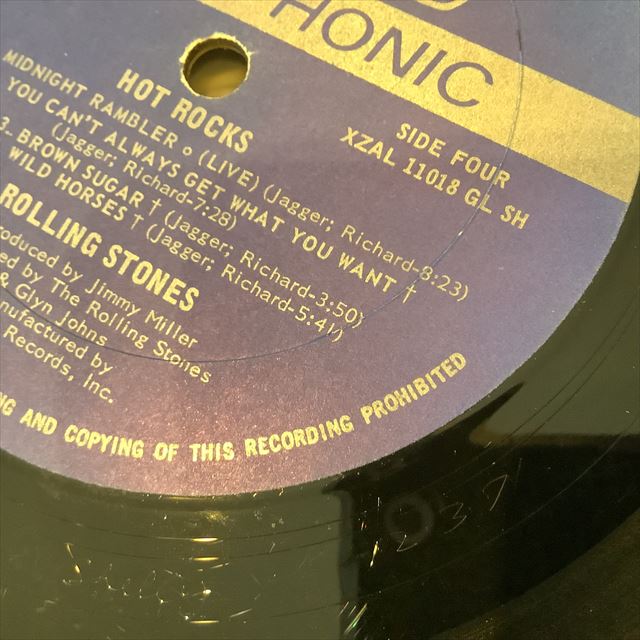 PHONIC
SIDE FOUR
XZAL 11018 GL SH
HOT ROCKS
MIDNIGHT RAMBLER ◇ (LIVE) (Jagger; Richard-8:23)
YOU CAN'T ALWAYS GET WHAT YOU WANT †
(Jagger; Richard-7:28)
3. BROWN SUGAR † (Jagger; Richard-3:50)
WILD HORSES † (Jagger; Richard-5:41)
ROLLING STONES
roduced by Jimmy Miller
ed by The Rolling Stones
& Glyn Johns
nufactured by
Records, Inc.
NG AND COPYING OF THIS RECORDING PROHIBITED